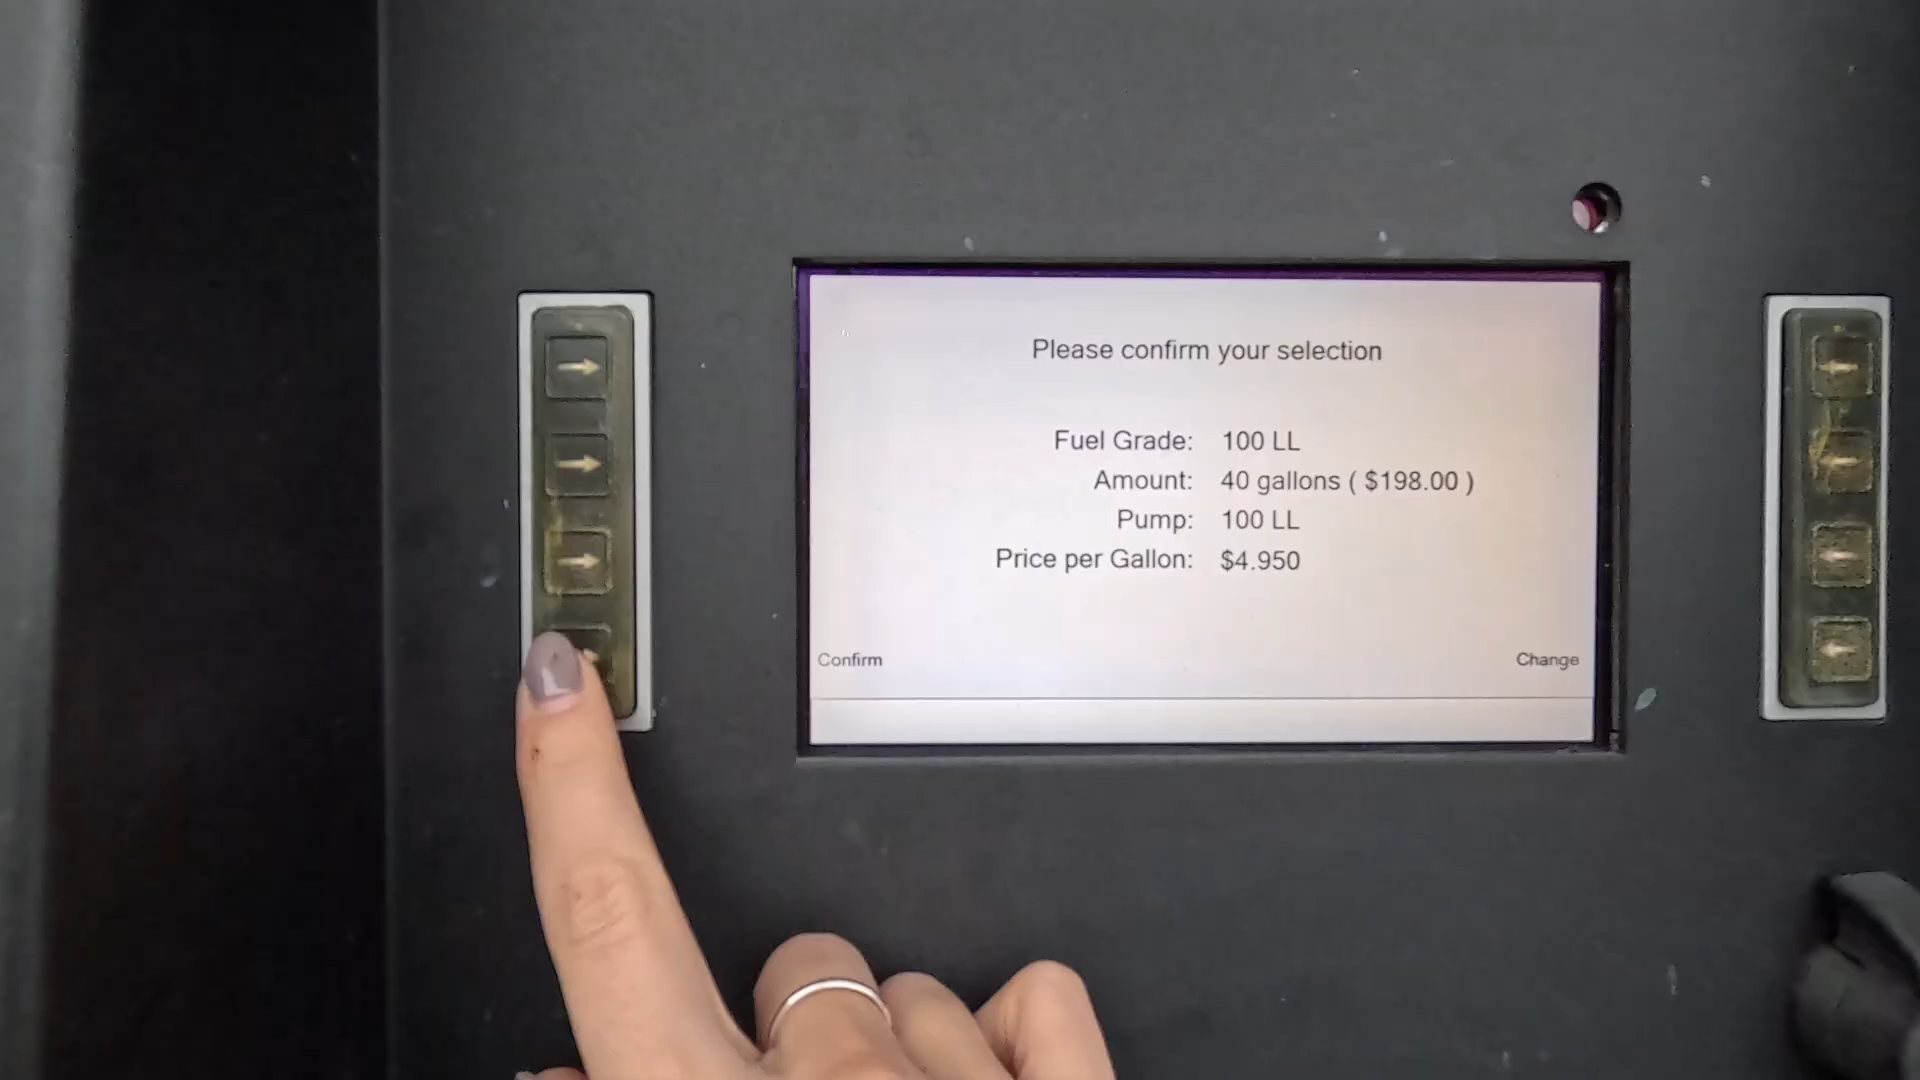 Please confirm your selection
Fuel Grade: 100 LL
Amount: 40 gallons ( $198.00 )
Pump: 100 LL
Price per Gallon: $4.950
Confirm Change